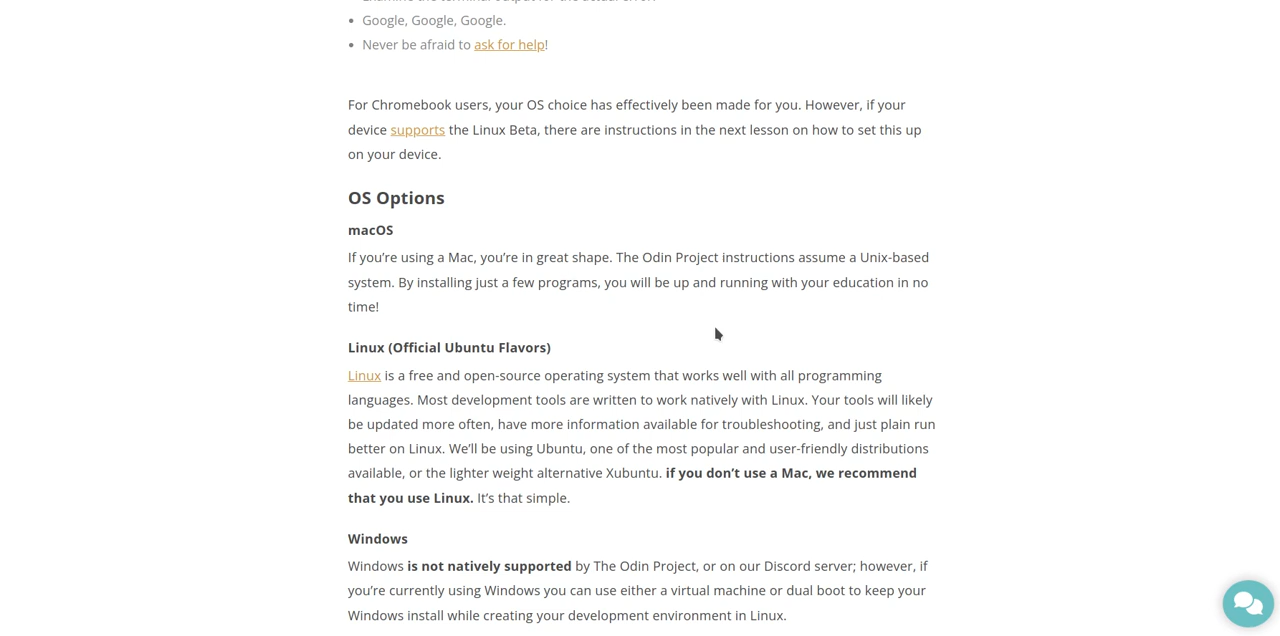 Google, Google, Google.
Never be afraid to ask for help!
For Chromebook users, your OS choice has effectively been made for you. However, if your
device supports the Linux Beta, there are instructions in the next lesson on how to set this up
on your device.
OS Options
macOS
If you’re using a Mac, you’re in great shape. The Odin Project instructions assume a Unix-based
system. By installing just a few programs, you will be up and running with your education in no
time!
Linux (Official Ubuntu Flavors)
Linux is a free and open-source operating system that works well with all programming
languages. Most development tools are written to work natively with Linux. Your tools will likely
be updated more often, have more information available for troubleshooting, and just plain run
better on Linux. We’ll be using Ubuntu, one of the most popular and user-friendly distributions
available, or the lighter weight alternative Xubuntu. if you don’t use a Mac, we recommend
that you use Linux. It’s that simple.
Windows
Windows is not natively supported by The Odin Project, or on our Discord server; however, if
you’re currently using Windows you can use either a virtual machine or dual boot to keep your
Windows install while creating your development environment in Linux.